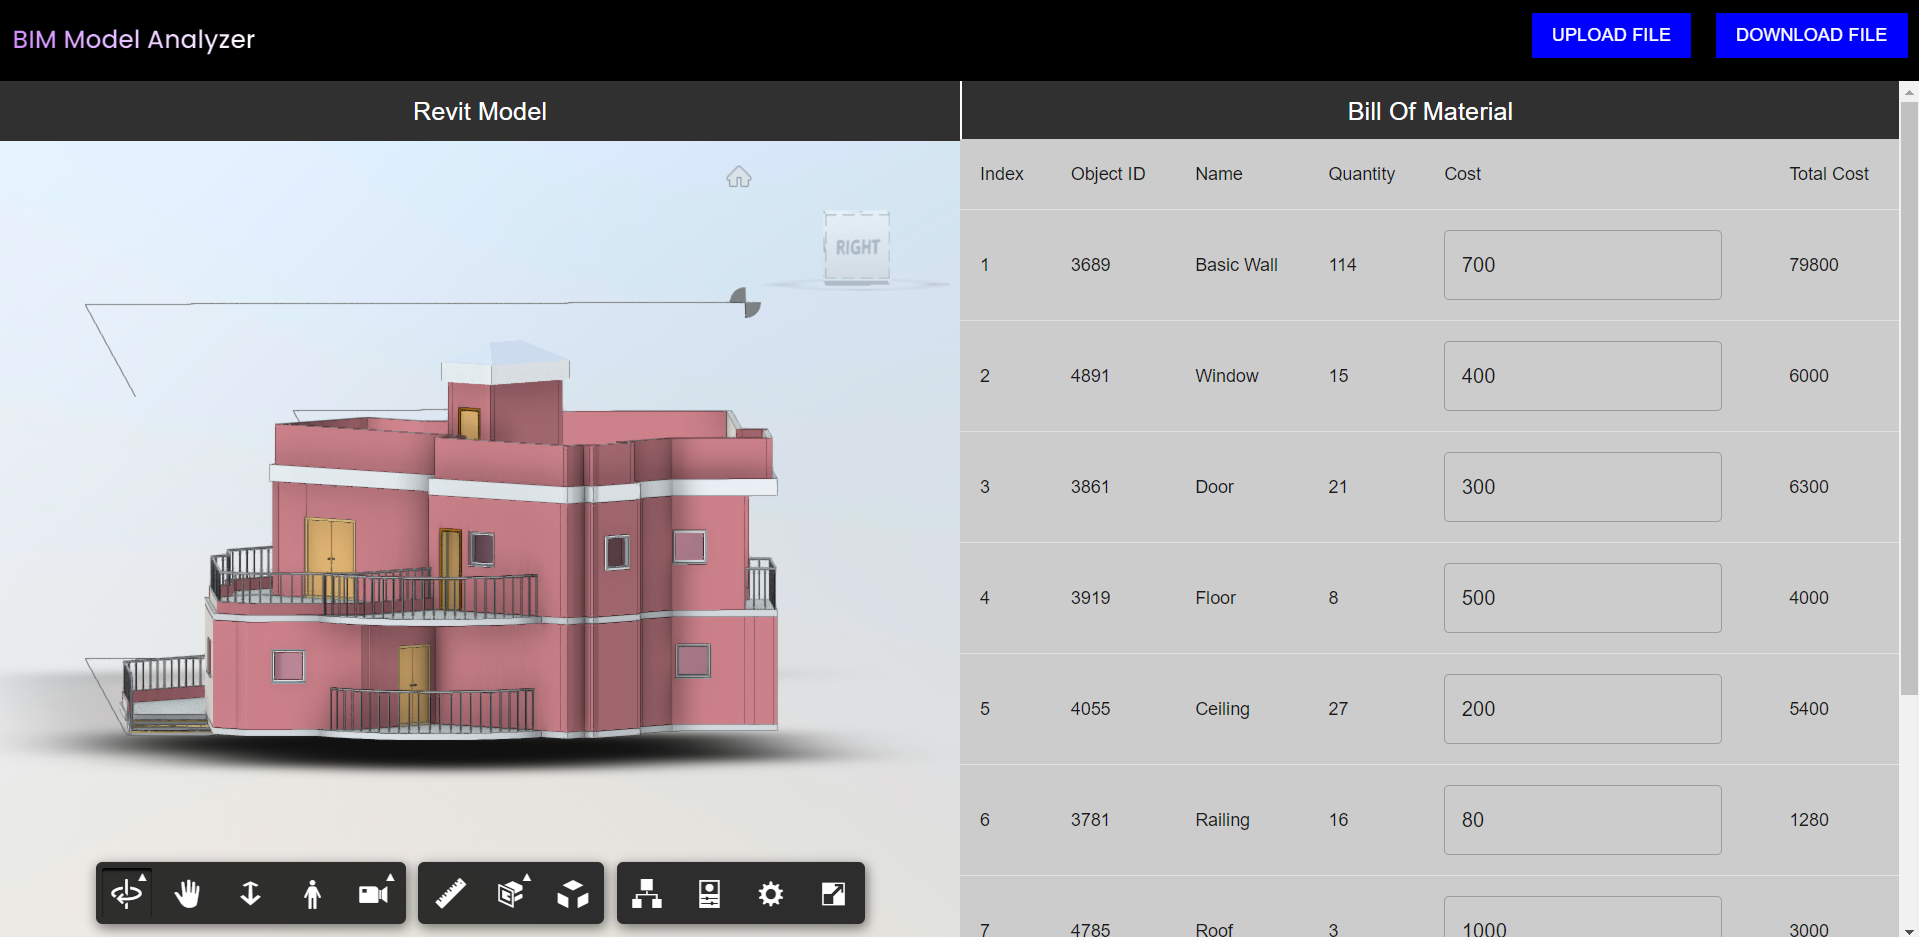 BIM Model Analyzer
UPLOAD FILE
DOWNLOAD FILE
Revit Model
RIGHT
Bill Of Material
Index Object ID Name Quantity Cost Total Cost
1 3689 Basic Wall 114 700 79800
2 4891 Window 15 400 6000
3 3861 Door 21 300 6300
4 3919 Floor 8 500 4000
5 4055 Ceiling 27 200 5400
6 3781 Railing 16 80 1280
7 4785 Roof 3 1000 3000